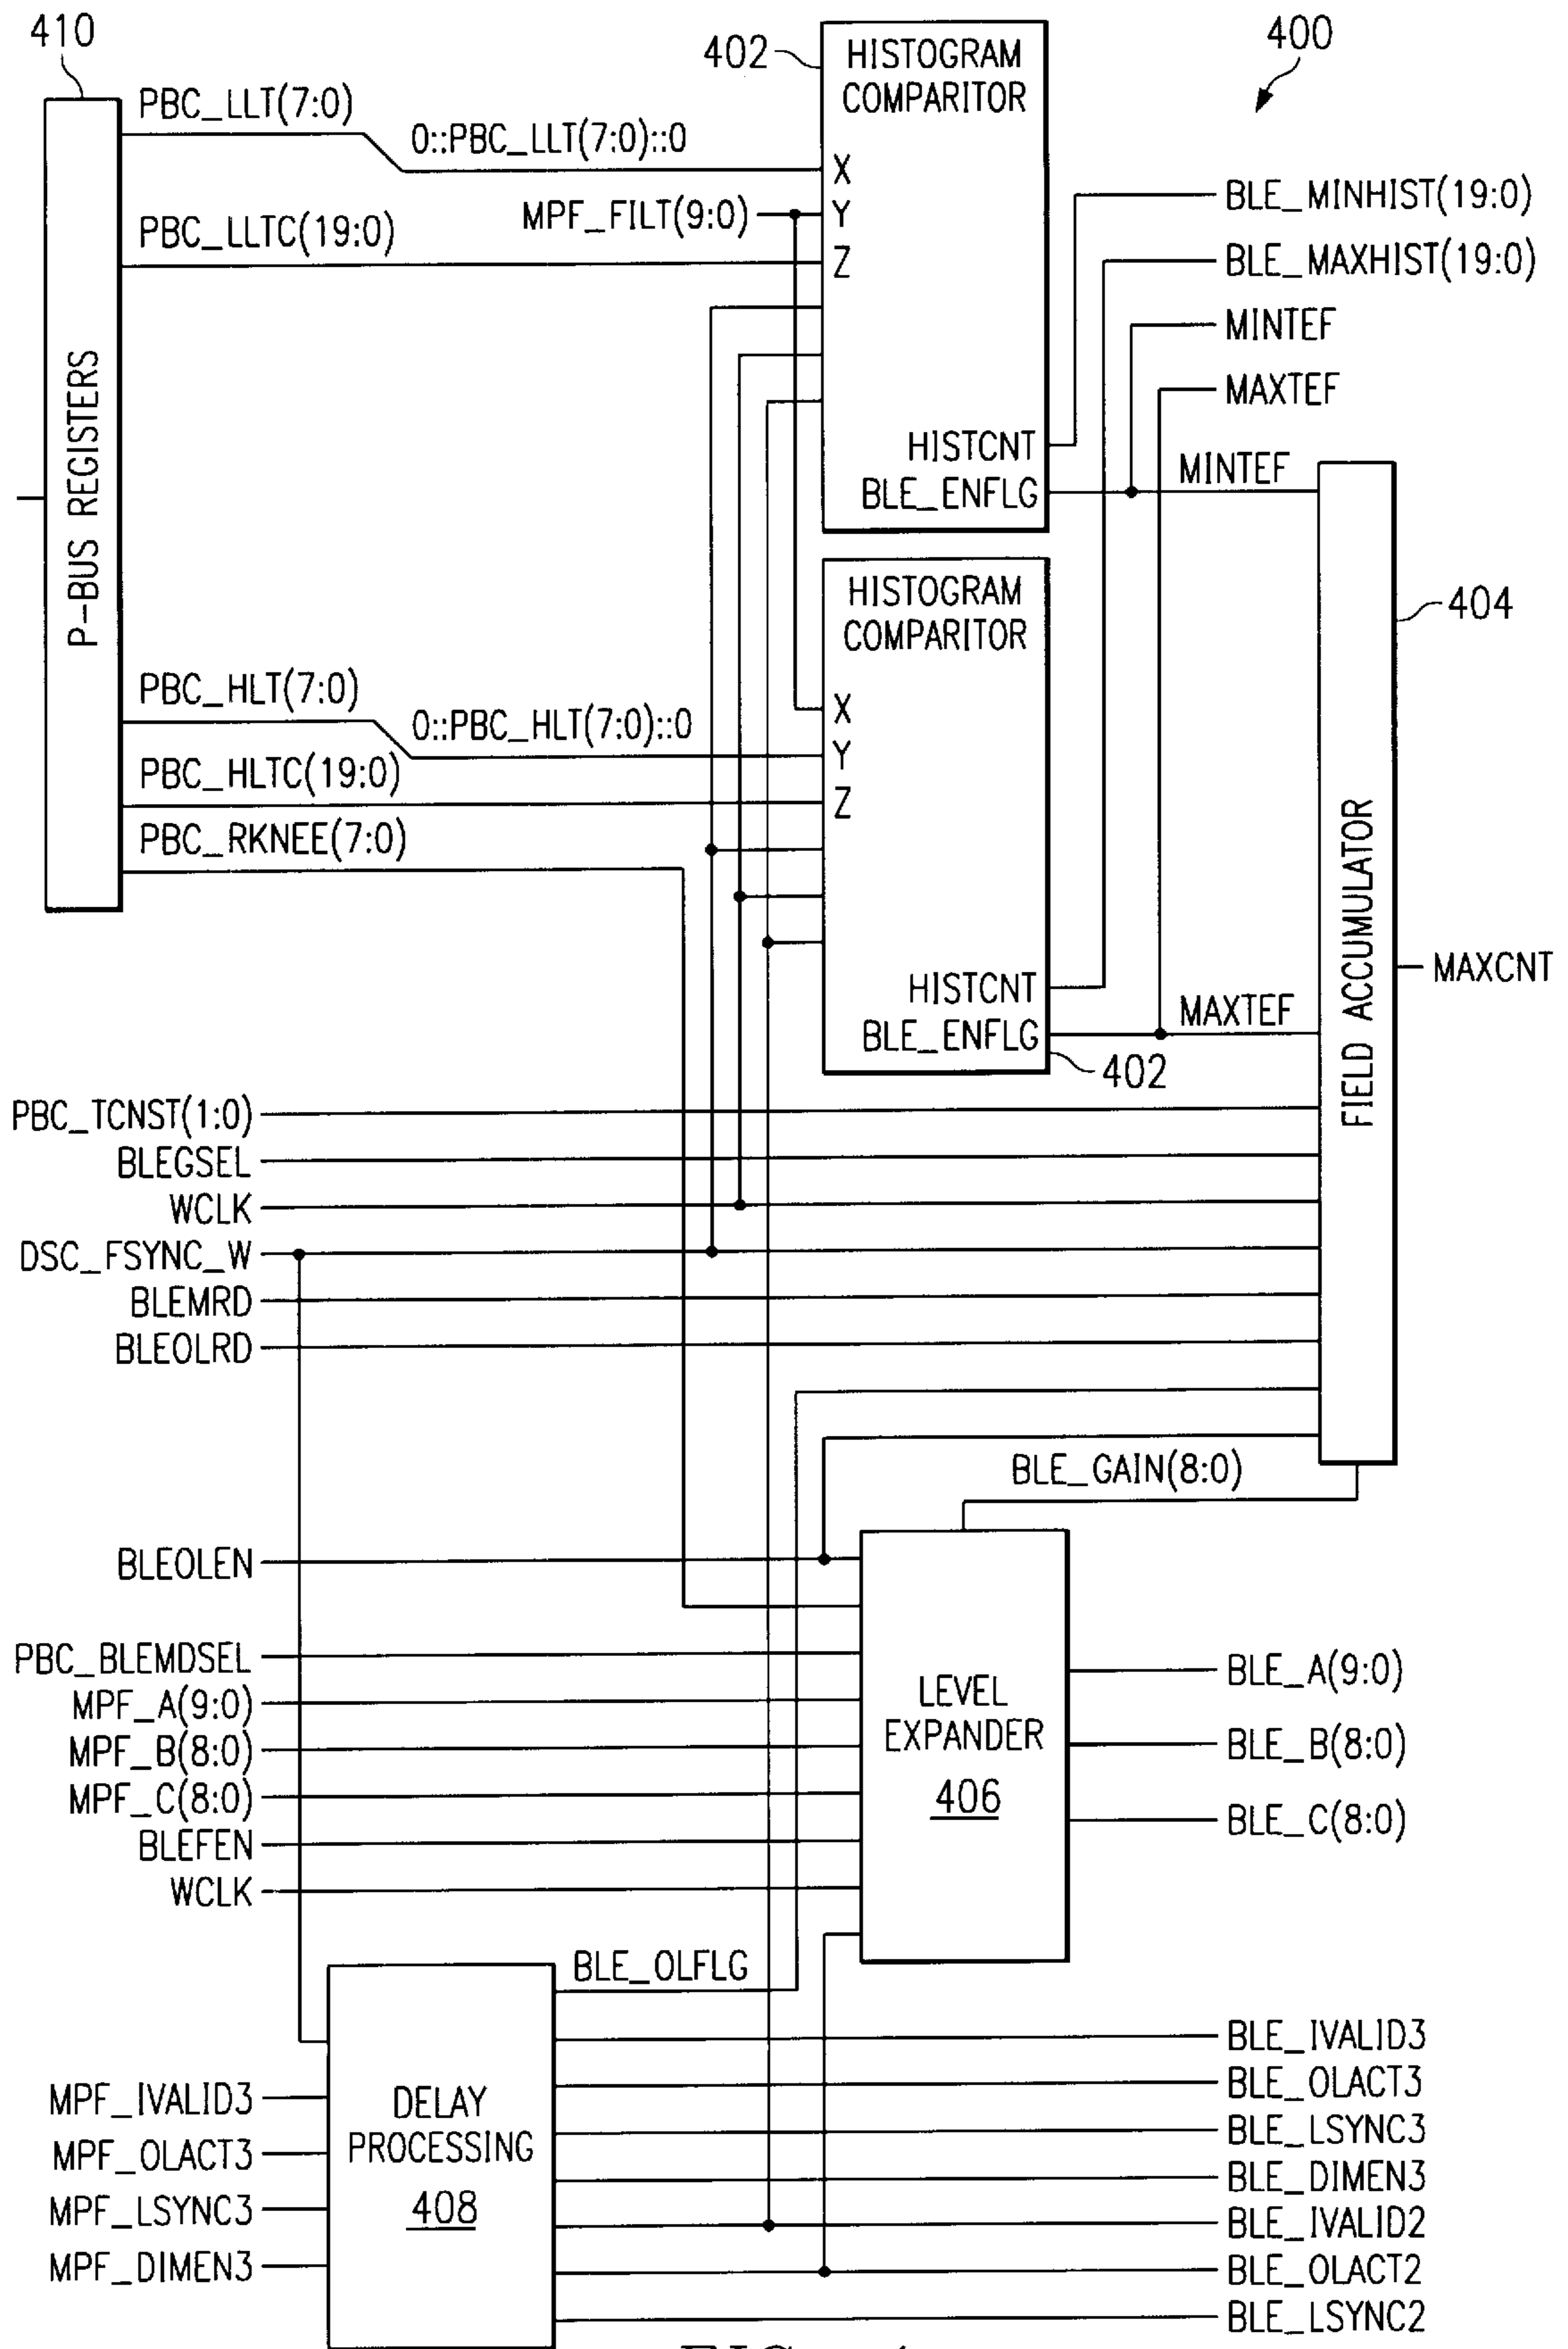 410
402
HISTOGRAM
COMPARITOR
400
PBC_LLT(7:0)
0::PBC_LLT(7:0)::0
X
MPF_FILT(9:0)
Y
PBC_LLTC(19:0)
Z
BLE_MINHIST(19:0)
BLE_MAXHIST(19:0)
MINTEF
MAXTEF
P-BUS REGISTERS
HISTCNT
BLE_ENFLG
MINTEF
HISTOGRAM
COMPARITOR
404
PBC_HLT(7:0)
0::PBC_HLT(7:0)::0
X
Y
PBC_HLTC(19:0)
Z
PBC_RKNEE(7:0)
FIELD ACCUMULATOR
MAXCNT
HISTCNT
BLE_ENFLG
MAXTEF
402
PBC_TCNST(1:0)
BLEGSEL
WCLK
DSC_FSYNC_W
BLEMRD
BLEOLRD
BLE_GAIN(8:0)
BLEOLEN
PBC_BLEMDSEL
MPF_A(9:0)
MPF_B(8:0)
MPF_C(8:0)
BLEFEN
WCLK
LEVEL
EXPANDER
406
BLE_A(9:0)
BLE_B(8:0)
BLE_C(8:0)
BLE_OLFLG
MPF_IVALID3
MPF_OLACT3
MPF_LSYNC3
MPF_DIMEN3
DELAY
PROCESSING
408
BLE_IVALID3
BLE_OLACT3
BLE_LSYNC3
BLE_DIMEN3
BLE_IVALID2
BLE_OLACT2
BLE_LSYNC2